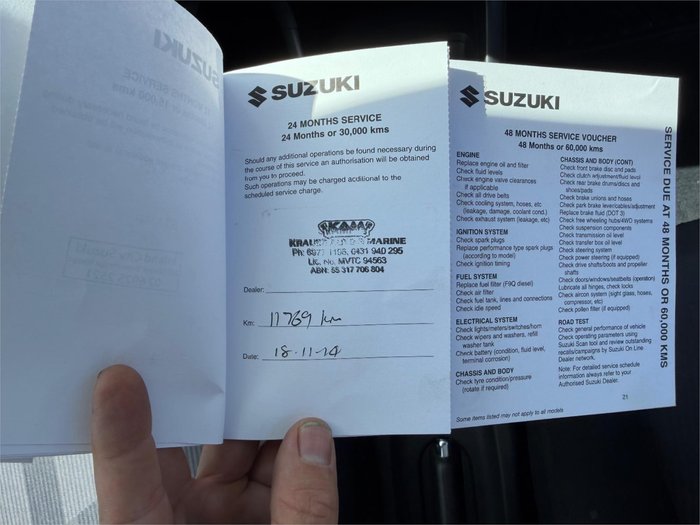 SUZUKI
24 MONTHS SERVICE
24 Months or 30,000 kms
Should any additional operations be found necessary during
the course of this service an authorisation will be obtained
from you to proceed.
Such operations may be charged acditional to the
scheduled service charge.
MARINE
0431 940 295
Lic. No. MVTC 94563
ABN: 55 317 706 804
Dealer:
Km: 11769 km
Date: 18-11-14
SUZUKI
48 MONTHS SERVICE VOUCHER
48 Months or 60,000 kms
ENGINE
Replace engine oil and filter
Check fluid levels
Check engine valve clearances
if applicable
Check all drive belts
Check cooling system, hoses, etc
(leakage, damage, coolant cond.)
Check exhaust system (leakage, etc)
IGNITION SYSTEM
Check spark plugs
Replace performance type spark plugs
(according to model)
Check ignition timing
FUEL SYSTEM
Replace fuel filter (F9Q diesel)
Check air filter
Check fuel tank, lines and connections
Check idle speed
ELECTRICAL SYSTEM
Check lights/meters/switches/horn
Check wipers and washers, refill
washer tank
Check battery (condition, fluid level,
terminal corrosion)
CHASSIS AND BODY
Check tyre condition/pressure
(rotate if required)
CHASSIS AND BODY (CONT)
Check front brake disc and pads
Check clutch adjustment/fluid level
Check rear brake drums/discs and
shoes/pads
Check brake unions and hoses
Check park brake lever/cables/adjustment
Replace brake fluid (DOT 3)
Check free wheeling hubs/4WD systems
Check suspension components
Check transmission oil level
Check transfer box oil level
Check steering system
Check power steering (if equipped)
Check drive shafts/boots and propeller
shafts
Check doors/windows/seatbelts (operation)
Lubricate all hinges, check locks
Check aircon system (sight glass, hoses,
compressor, etc)
Check pollen filter (if equipped)
ROAD TEST
Check general performance of vehicle
Check operating parameters using
Suzuki Scan tool and review outstanding
recalls/campaigns by Suzuki On Line
Dealer network.
Note: For detailed service schedule
information always refer to your
Authorised Suzuki Dealer.
21
Some items listed may not apply to all models
SERVICE DUE AT 48 MONTHS OR 60,000 KMS